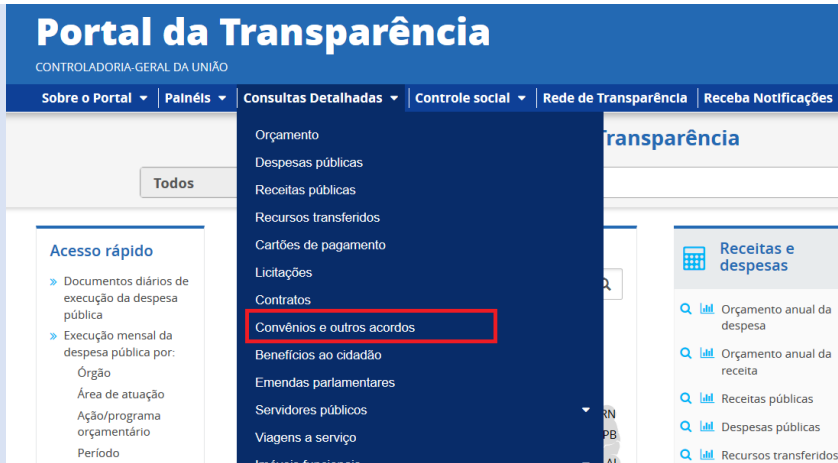 Portal da Transparência
CONTROLADORIA-GERAL DA UNIÃO
Sobre o Portal
Painéis
Consultas Detalhadas
Controle social
Rede de Transparência
Receba Notificações
Todos
Acesso rápido
Documentos diários de
execução da despesa
pública
Execução mensal da
despesa pública por:
Órgão
Área de atuação
Ação/programa
orçamentário
Período
Orçamento
Despesas públicas
Receitas públicas
Recursos transferidos
Cartões de pagamento
Licitações
Contratos
Convênios e outros acordos
Benefícios ao cidadão
Emendas parlamentares
Servidores públicos
Viagens a serviço
RN
PB
Receitas e
despesas
Orçamento anual da
despesa
Orçamento anual da
receita
Receitas públicas
Despesas públicas
Recursos transferidos